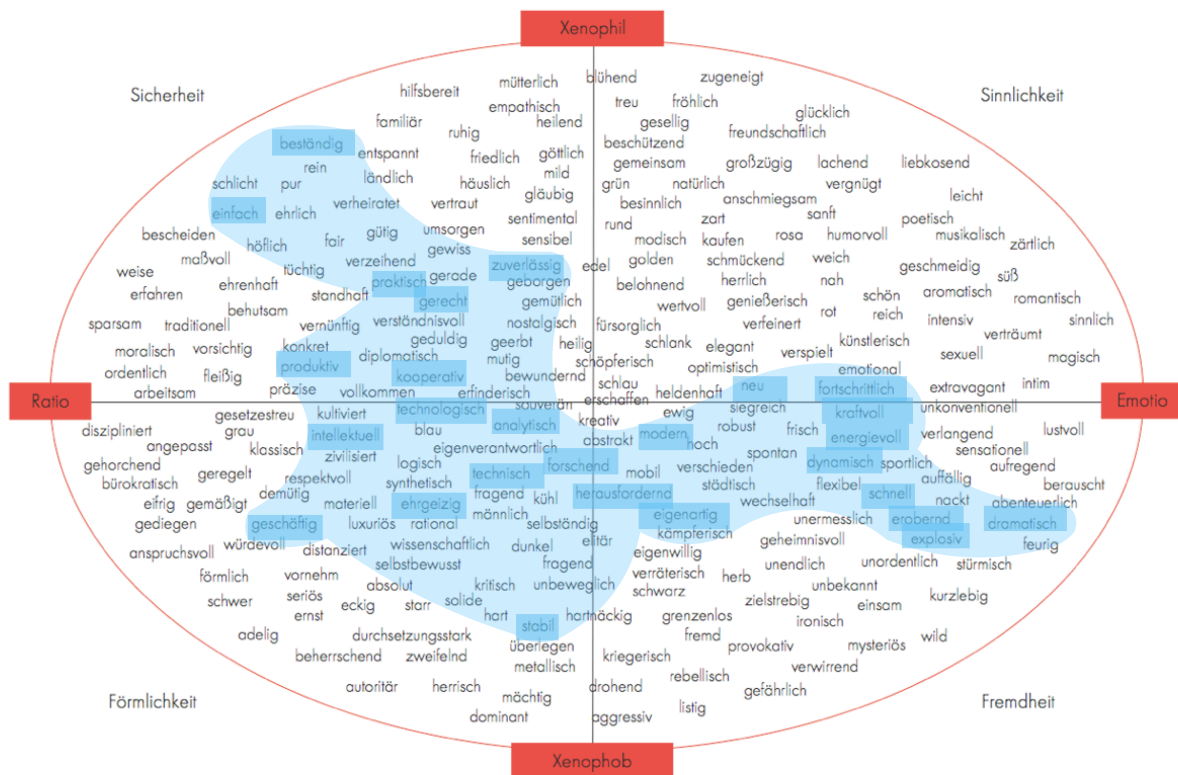 Xenophil
Sicherheit
Sinnlichkeit
hilfsbereit mütterlich blühend zugeneigt
empathisch treu fröhlich glücklich
familiär ruhig heilend gesellig freundschaftlich
beständig entspannt friedlich göttlich beschützend
rein ländlich häuslich mild gemeinsam großzügig lachend liebkosend
schlicht pur gläubig grün natürlich vergnügt leicht
einfach ehrlich verheiratet vertraut besinnlich anschmiegsam
bescheiden gütig umsorgen sentimental rund zart sanft poetisch
höflich fair gewiss sensibel modisch kaufen rosa humorvoll musikalisch zärtlich
maßvoll verzeihend zuverlässig edel golden schmückend weich
weise tüchtig praktisch gerade geborgen belohnend herrlich nah geschmeidig süß
erfahren ehrenhaft standhaft gerecht gemütlich wertvoll genießerisch schön aromatisch romantisch
behutsam verständnisvoll nostalgisch fürsorglich verfeinert rot reich intensiv sinnlich
sparsam traditionell vernünftig geduldig geerbt heilig schlank elegant verspielt künstlerisch verträumt
moralisch vorsichtig konkret diplomatisch mutig schöpferisch optimistisch sexuell magisch
ordentlich fleißig produktiv kooperativ bewundernd schlau emotional
arbeitsam präzise vollkommen erfinderisch erschaffen heldenhaft neu fortschrittlich extravagant intim
Ratio
Emotio
gesetzestreu kultiviert technologisch souverän ewig siegreich kraftvoll unkonventionell
diszipliniert grau intellektuell blau analytisch kreativ robust frisch lustvoll
angepasst klassisch zivilisiert eigenverantwortlich abstrakt modern hoch energievoll verlangend sensationell
gehorchend geregelt respektvoll logisch technisch forschend mobil verschieden spontan dynamisch sportlich aufregend
bürokratisch demütig synthetisch städtisch flexibel auffällig berauscht
eifrig gemäßigt materiell ehrgeizig fragend kühl herausfordernd wechselhaft schnell nackt abenteuerlich
gediegen geschäftig luxuriös rational männlich selbständig eigenartig unermesslich erobernd dramatisch
anspruchsvoll würdevoll distanziert wissenschaftlich dunkel elitär kämpferisch geheimnisvoll explosiv feurig
förmlich vornehm selbstbewusst fragend eigenwillig unendlich unordentlich stürmisch
schwer seriös absolut kritisch unbeweglich verräterisch herb unbekannt kurzlebig
ernst eckig starr solide schwarz zielstrebig einsam
hart hartnäckig grenzenlos ironisch
adelig durchsetzungsstark stabil fremd provokativ mysteriös wild
beherrschend zweifelnd überlegen kriegerisch verwirrend
metallisch rebellisch
autoritär herrisch mächtig drohend listig gefährlich
dominant aggressiv
Förmlichkeit
Fremdheit
Xenophob